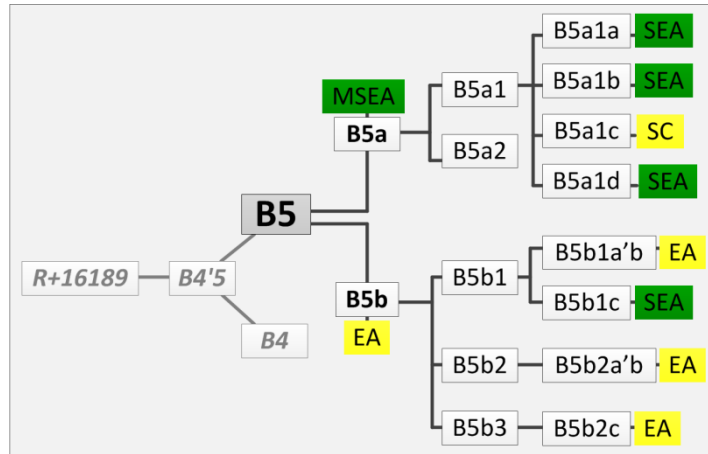 B5a1a SEA
B5a1b SEA
MSEA
B5a1
B5a
B5a1c SC
B5a2
B5a1d SEA
B5
B5b1a’b EA
R+16189
B4'5
B5b1
B5b
B5b1c SEA
EA
B4
B5b2
B5b2a’b EA
B5b3
B5b2c EA